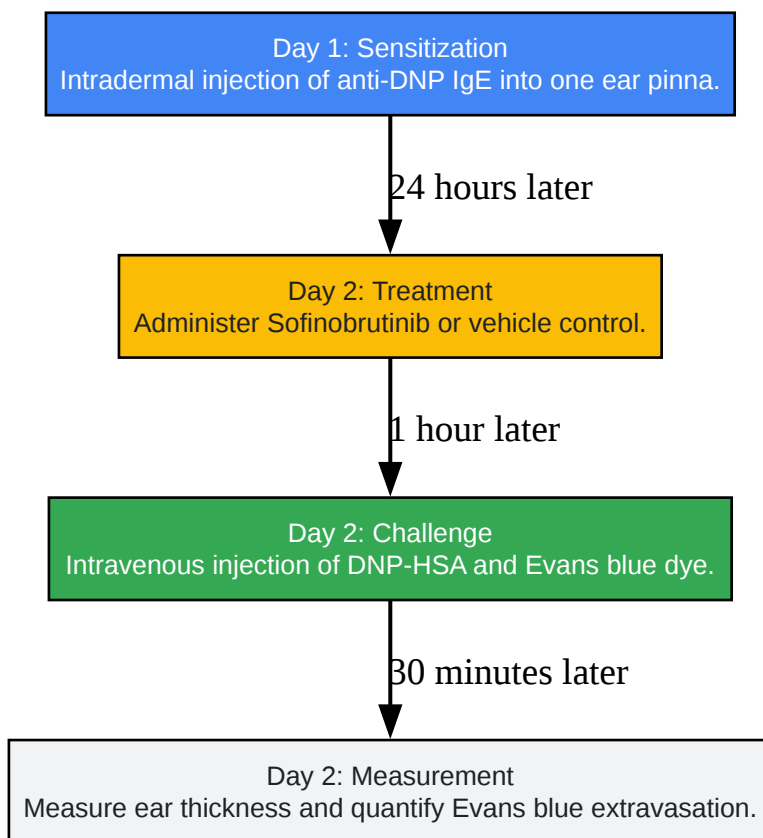 Day 1: Sensitization
Intradermal injection of anti-DNP IgE into one ear pinna.
24 hours later
Day 2: Treatment
Administer Sofinobrutinib or vehicle control.
1 hour later
Day 2: Challenge
Intravenous injection of DNP-HSA and Evans blue dye.
30 minutes later
Day 2: Measurement
Measure ear thickness and quantify Evans blue extravasation.